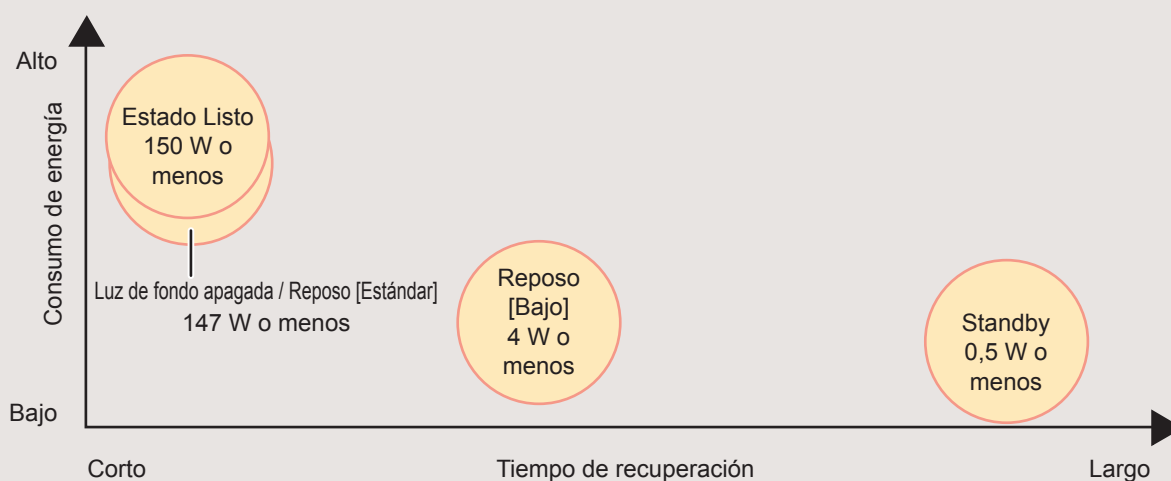 Alto
Consumo de energía
Estado Listo
150 W o
menos
Luz de fondo apagada / Reposo [Estándar]
147 W o menos
Reposo
[Bajo]
4 W o
menos
Standby
0,5 W o
menos
Bajo
Corto
Tiempo de recuperación
Largo